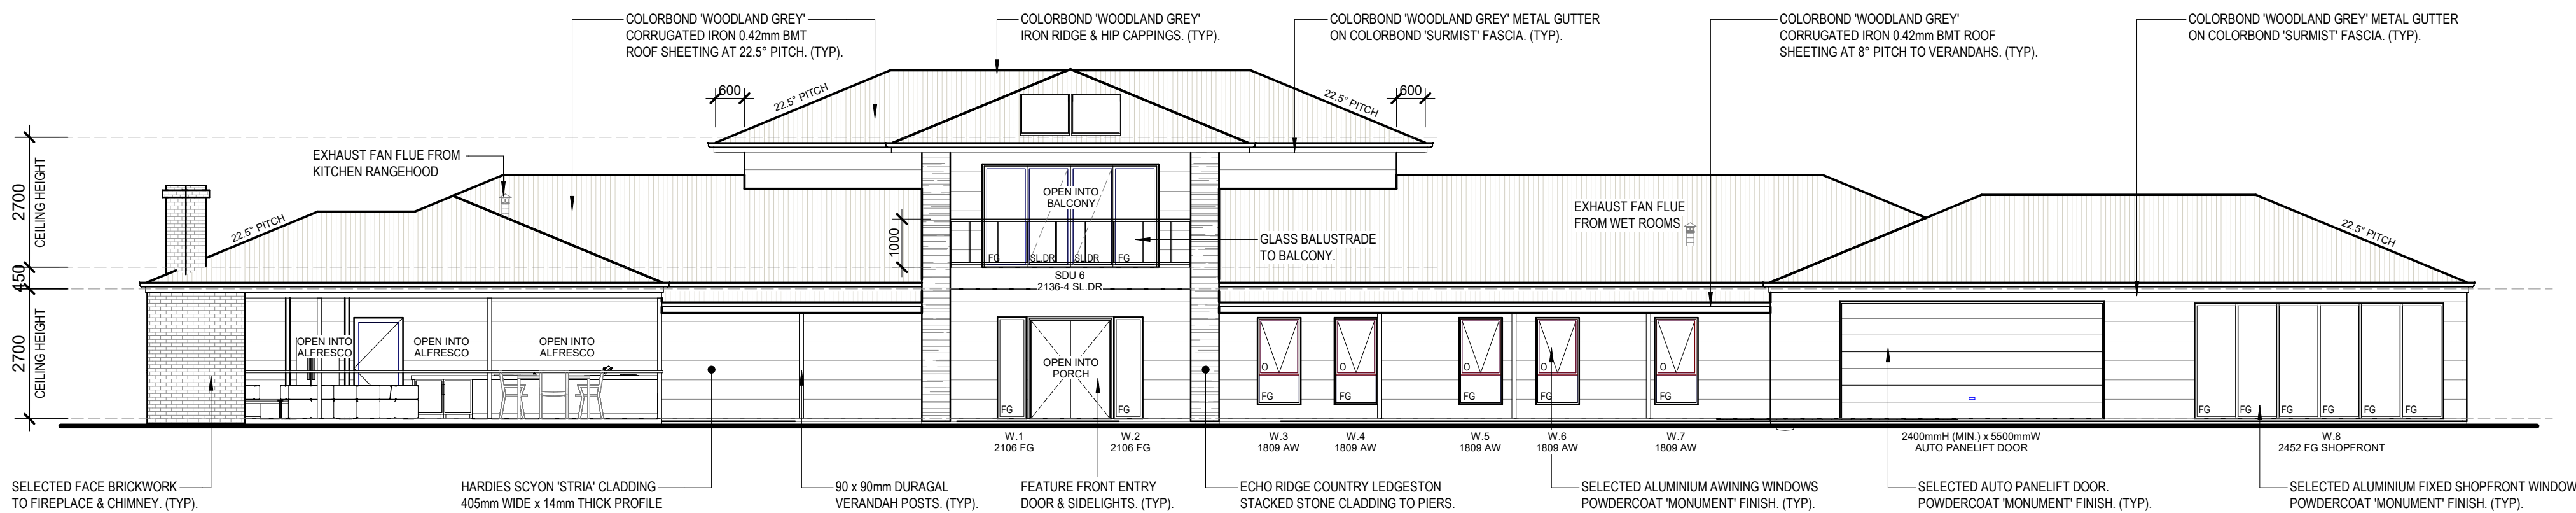 COLORBOND 'WOODLAND GREY'
CORRUGATED IRON 0.42mm BMT
ROOF SHEETING AT 22.5° PITCH. (TYP).
COLORBOND 'WOODLAND GREY'
IRON RIDGE & HIP CAPPINGS. (TYP).
COLORBOND 'WOODLAND GREY' METAL GUTTER
ON COLORBOND 'SURMIST' FASCIA. (TYP).
COLORBOND 'WOODLAND GREY'
CORRUGATED IRON 0.42mm BMT ROOF
SHEETING AT 8° PITCH TO VERANDAHS. (TYP).
COLORBOND 'WOODLAND GREY' METAL GUTTER
ON COLORBOND 'SURMIST' FASCIA. (TYP).
600
22.5° PITCH
22.5° PITCH
600
EXHAUST FAN FLUE FROM
KITCHEN RANGEHOOD
2700
CEILING HEIGHT
450
2700
CEILING HEIGHT
22.5° PITCH
OPEN INTO
BALCONY
1000
FG
SL.DR
SL.DR
FG
GLASS BALUSTRADE
TO BALCONY.
SDU 6
2136-4 SL.DR
EXHAUST FAN FLUE
FROM WET ROOMS
22.5° PITCH
OPEN INTO
ALFRESCO
OPEN INTO
ALFRESCO
OPEN INTO
ALFRESCO
OPEN INTO
PORCH
FG
FG
O
FG
O
FG
O
FG
O
FG
O
FG
FG
FG
FG
FG
FG
FG
W.1
2106 FG
W.2
2106 FG
W.3
1809 AW
W.4
1809 AW
W.5
1809 AW
W.6
1809 AW
W.7
1809 AW
2400mmH (MIN.) x 5500mmW
AUTO PANELIFT DOOR
W.8
2452 FG SHOPFRONT
SELECTED FACE BRICKWORK
TO FIREPLACE & CHIMNEY. (TYP).
HARDIES SCYON 'STRIA' CLADDING
405mm WIDE x 14mm THICK PROFILE
90 x 90mm DURAGAL
VERANDAH POSTS. (TYP).
FEATURE FRONT ENTRY
DOOR & SIDELIGHTS. (TYP).
ECHO RIDGE COUNTRY LEDGESTON
STACKED STONE CLADDING TO PIERS.
SELECTED ALUMINIUM AWINING WINDOWS
POWDERCOAT 'MONUMENT' FINISH. (TYP).
SELECTED AUTO PANELIFT DOOR.
POWDERCOAT 'MONUMENT' FINISH. (TYP).
SELECTED ALUMINIUM FIXED SHOPFRONT WINDOW
POWDERCOAT 'MONUMENT' FINISH. (TYP).